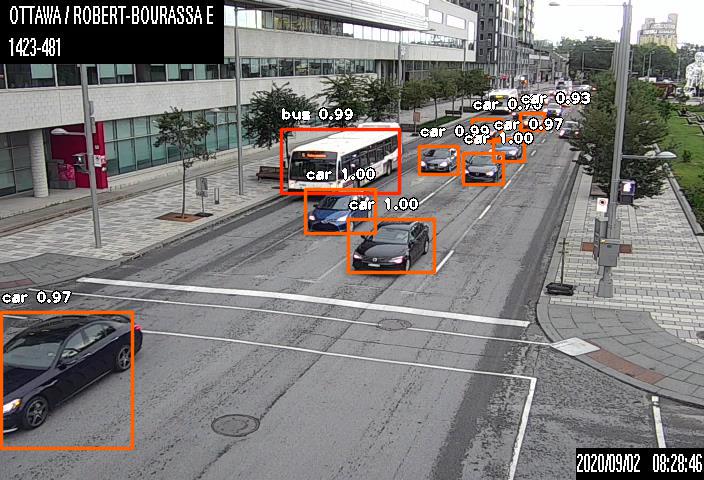 OTTAWA / ROBERT-BOURASSA E
1423-481
bus 0.99
car 0.93
car 0.99
car 0.97
car 1.00
car 1.00
car 1.00
car 0.97
2020/09/02 08:28:46